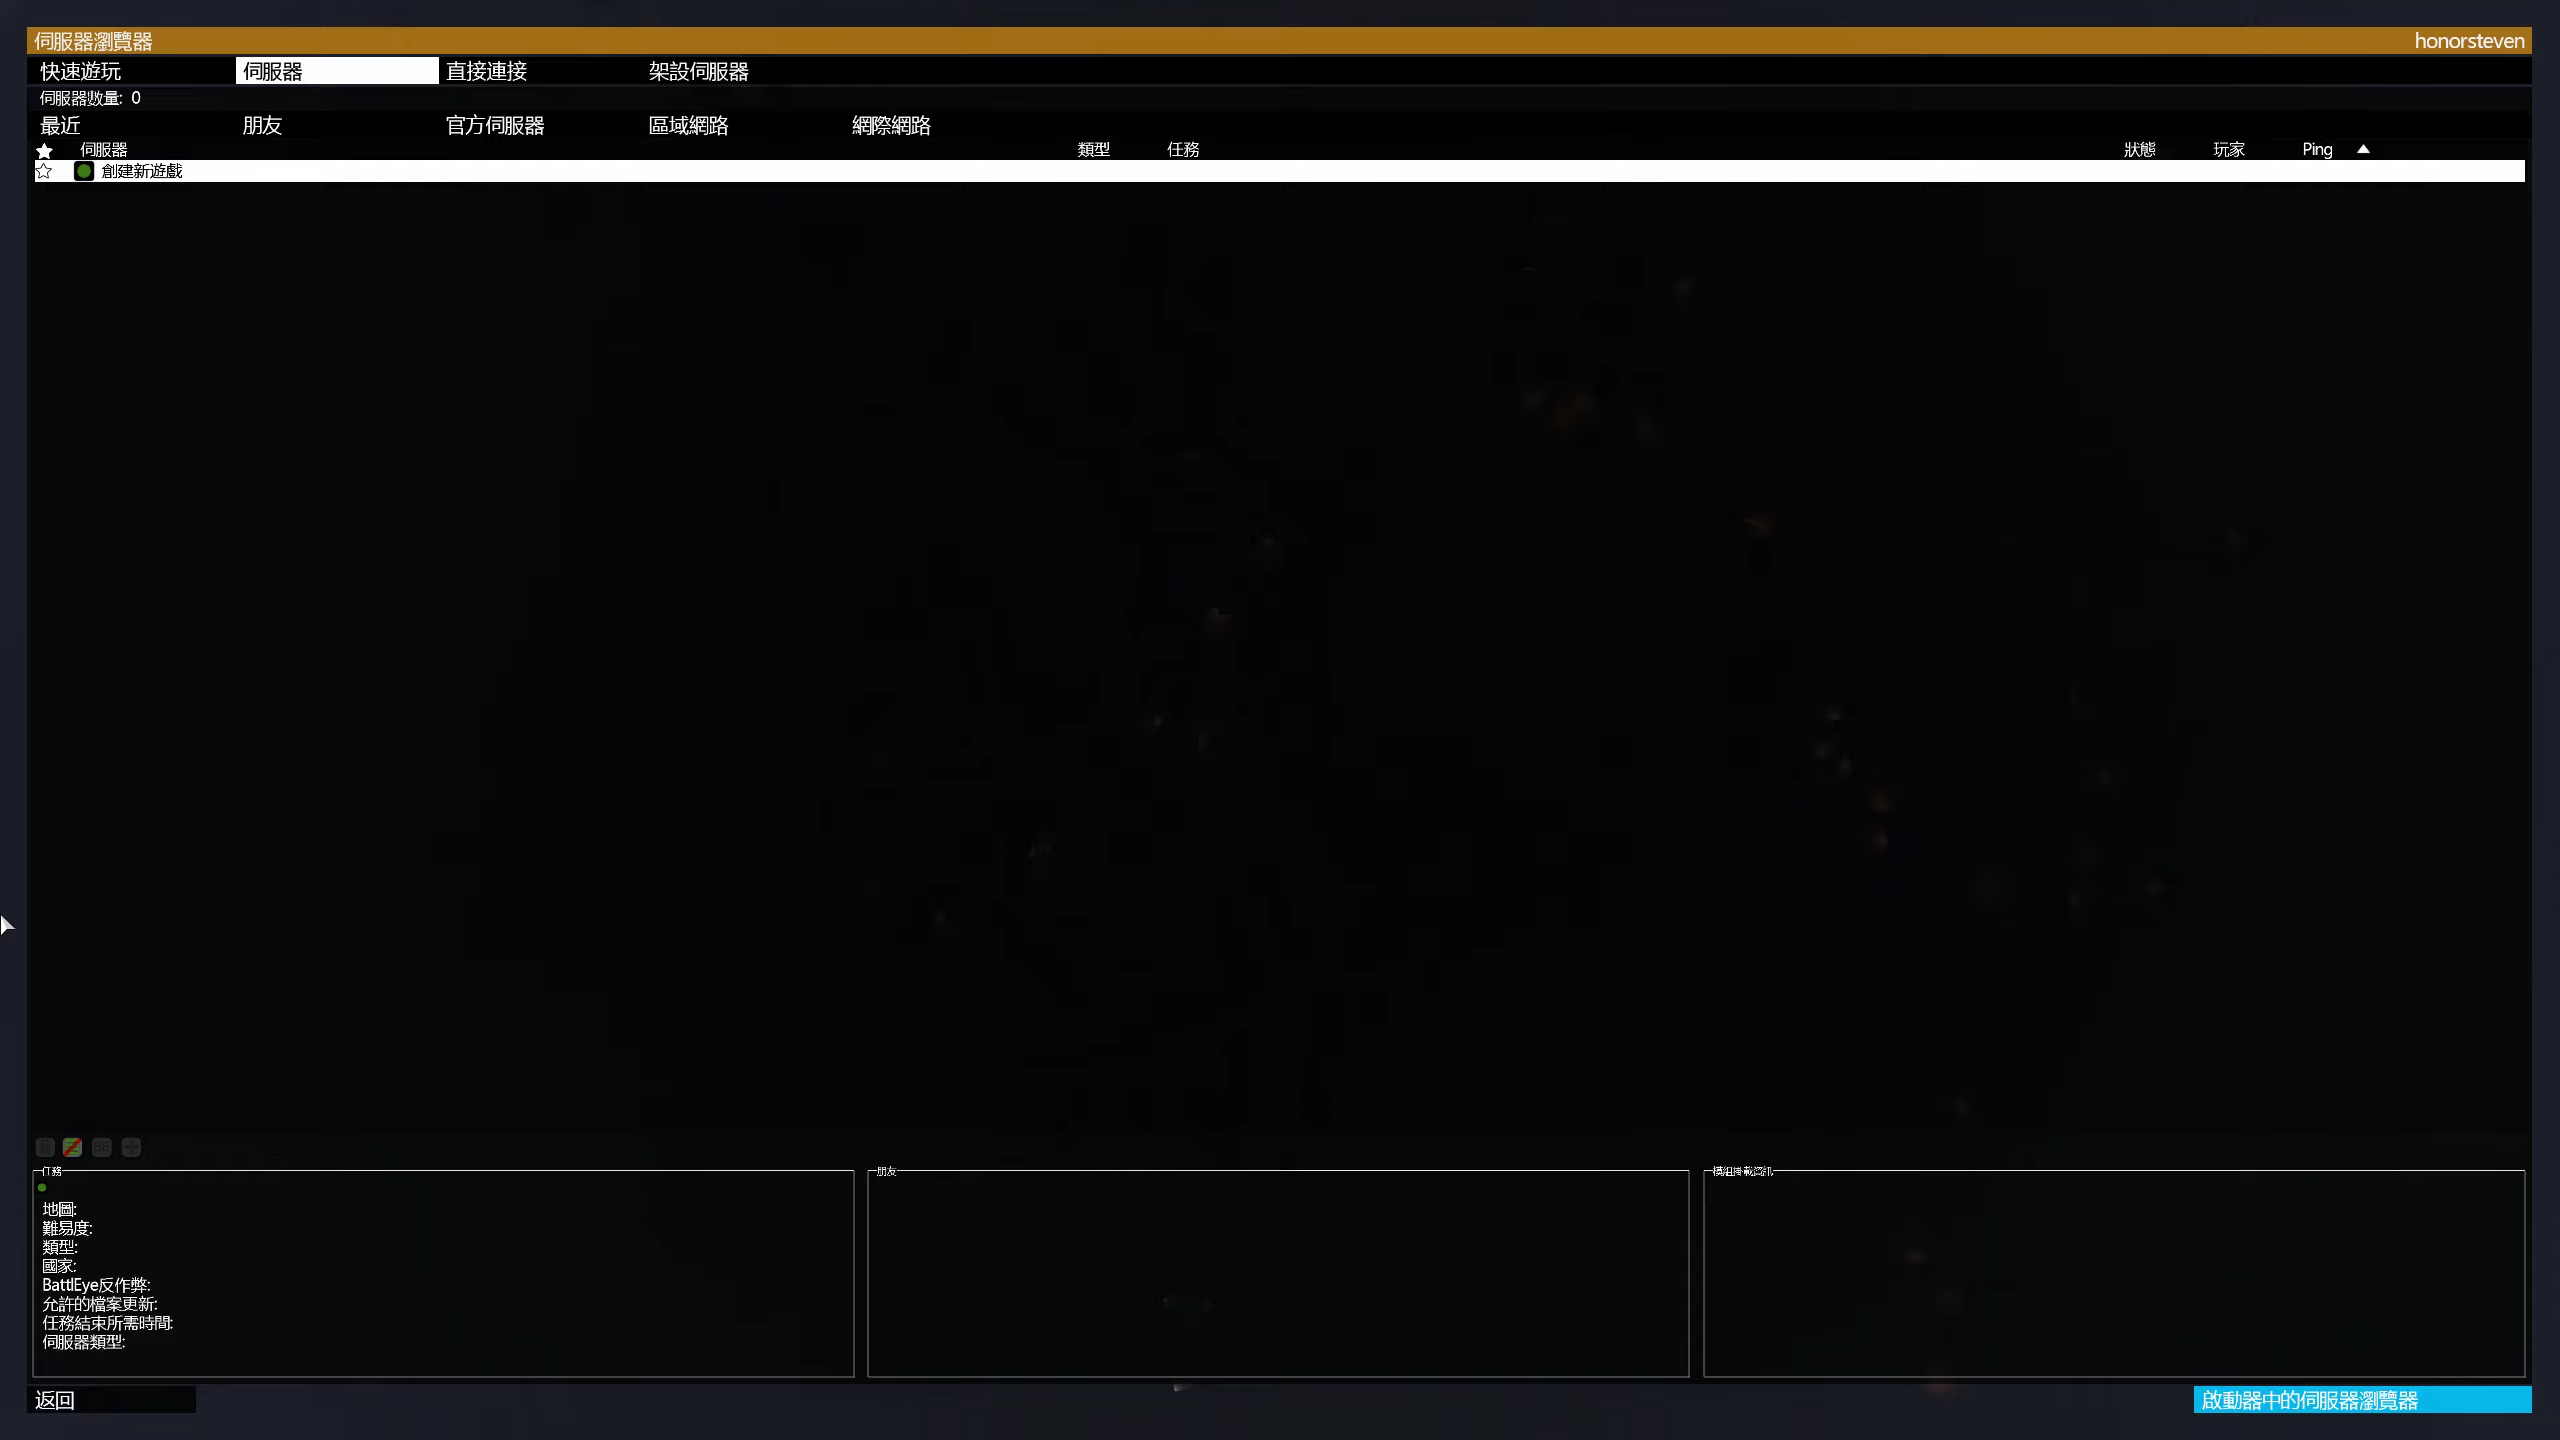 伺服器瀏覽器 honorsteven
快速遊玩 伺服器 直接連接 架設伺服器
伺服器數量: 0
最近 朋友 官方伺服器 區域網路 網際網路
伺服器 類型 任務 狀態 玩家 Ping
創建新遊戲
任務 朋友 模組掛載資訊
地圖:
難易度:
類型:
國家:
BattlEye反作弊:
允許的檔案更新:
任務結束所需時間:
伺服器類型:
返回 啟動器中的伺服器瀏覽器